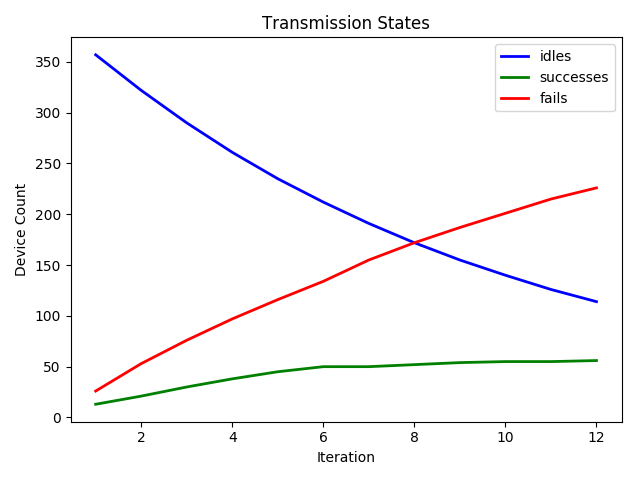 Transmission States
idles
successes
fails
Device Count
350
300
250
200
150
100
50
0
2 4 6 8 10 12
Iteration